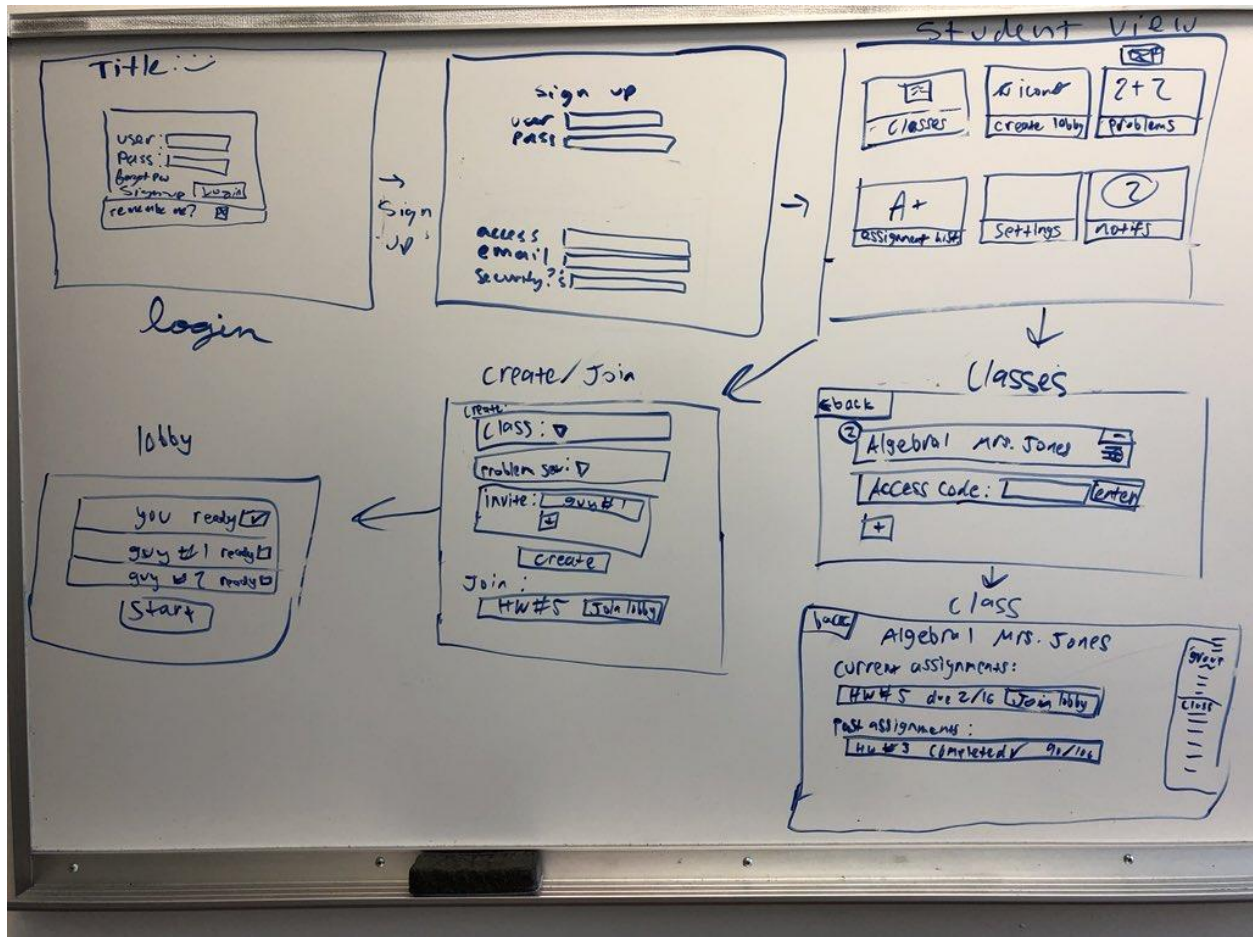 Title :)
user:
Pass:
forgot pw
Signup Login
remember me?
login
→ Sign up
Sign up
user
pass
access
email
security?'s
Student View
Classes
icon
create lobby
2+2
problems
A+
assignment list
Settings
2
notifs
Create/Join
Create:
Class:
problem set:
invite: guy #1
+
Create
Join:
HW #5 Join lobby
lobby
you ready
guy #1 ready
guy #2 ready
Start
Classes
←back
2
Algebra1 Mrs. Jones
Access Code: enter
+
Class
back
Algebra1 Mrs. Jones
Current assignments:
HW #5 due 2/16 Join lobby
Past assignments:
HW #3 Completed ✓ 90/100
group
class